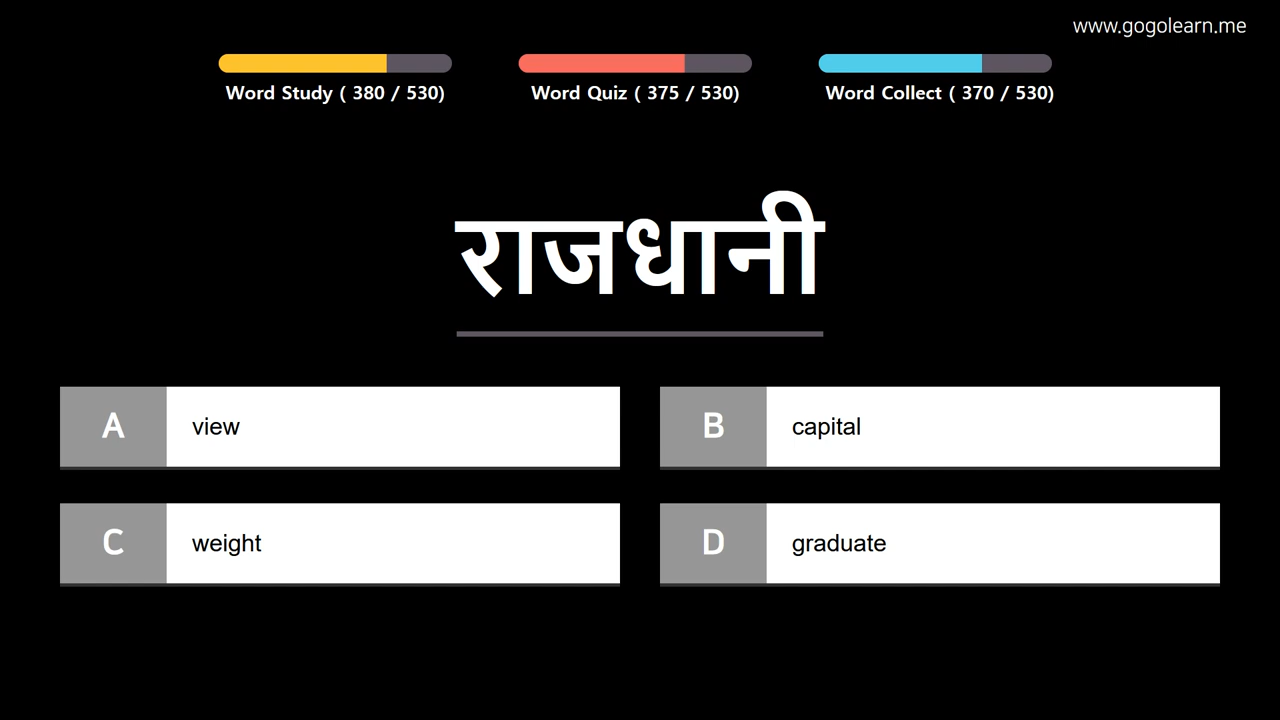 www.gogolearn.me
Word Study ( 380 / 530)
Word Quiz ( 375 / 530)
Word Collect ( 370 / 530)
राजधानी
A view
B capital
C weight
D graduate